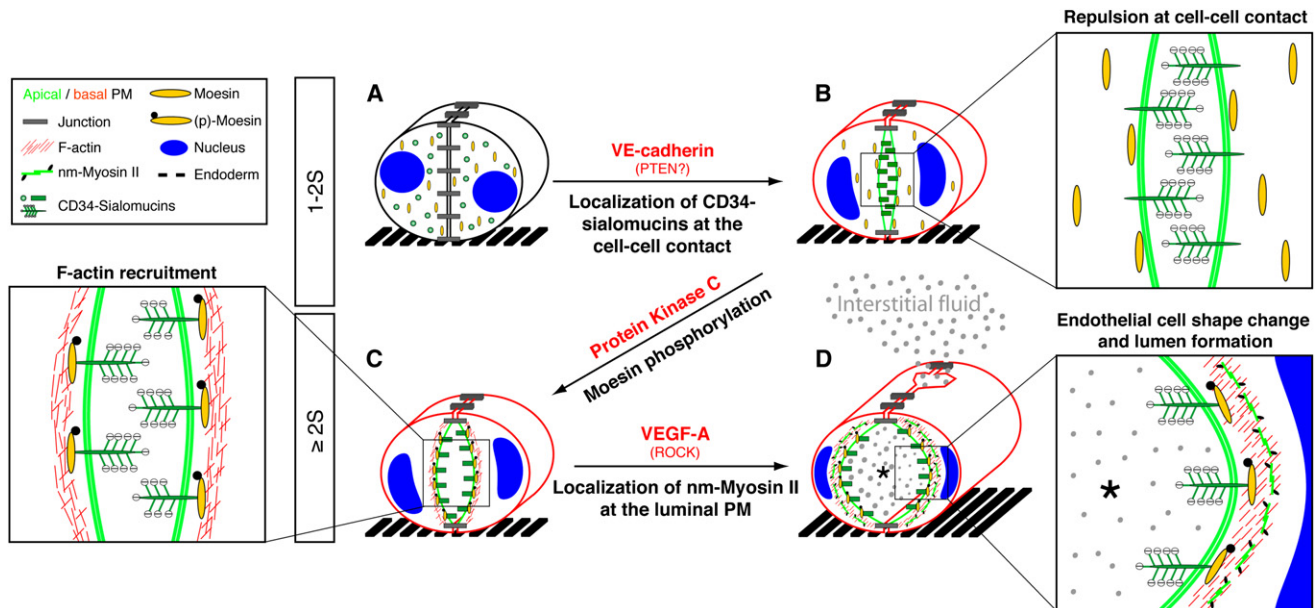 Apical / basal PM
Junction
F-actin
nm-Myosin II
CD34-Sialomucins
Moesin
(p)-Moesin
Nucleus
Endoderm
1-2S
≥ 2S
A
VE-cadherin
(PTEN?)
Localization of CD34-
sialomucins at the
cell-cell contact
B
Repulsion at cell-cell contact
Interstitial fluid
Protein Kinase C
Moesin phosphorylation
F-actin recruitment
C
VEGF-A
(ROCK)
Localization of nm-Myosin II
at the luminal PM
D
*
Endothelial cell shape change
and lumen formation
*